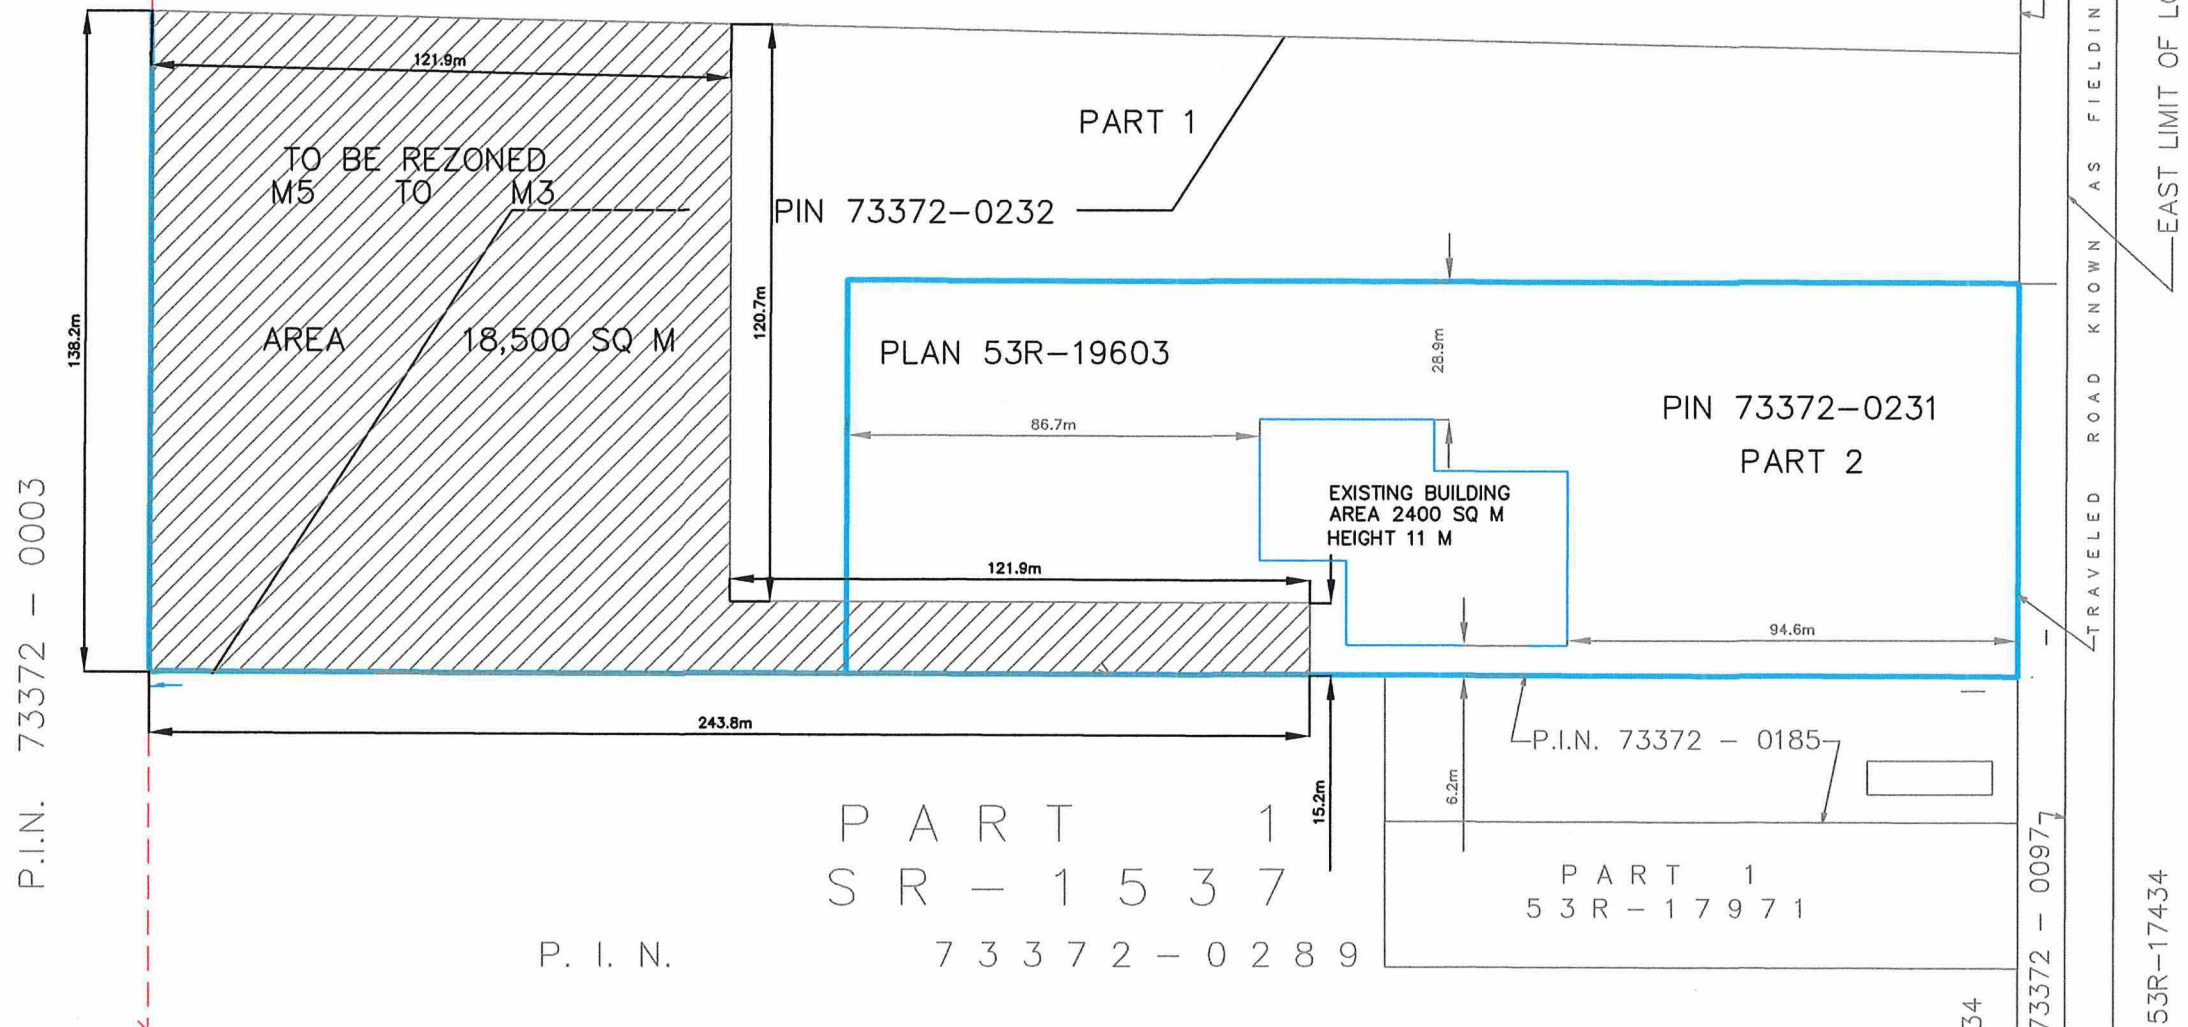 121.9m
TO BE REZONED
M5 TO M3
AREA 18,500 SQ M
138.2m
120.7m
PART 1
PIN 73372-0232
PLAN 53R-19603
28.9m
86.7m
PIN 73372-0231
PART 2
EXISTING BUILDING
AREA 2400 SQ M
HEIGHT 11 M
121.9m
94.6m
243.8m
15.2m
6.2m
P.I.N. 73372 - 0185
P.I.N. 73372 - 0003
PART 1
SR-1537
P. I. N. 73372-0289
PART 1
53R-17971
TRAVELED ROAD KNOWN AS FIELDIN
EAST LIMIT OF LO
73372 - 0097
53R-17434
34